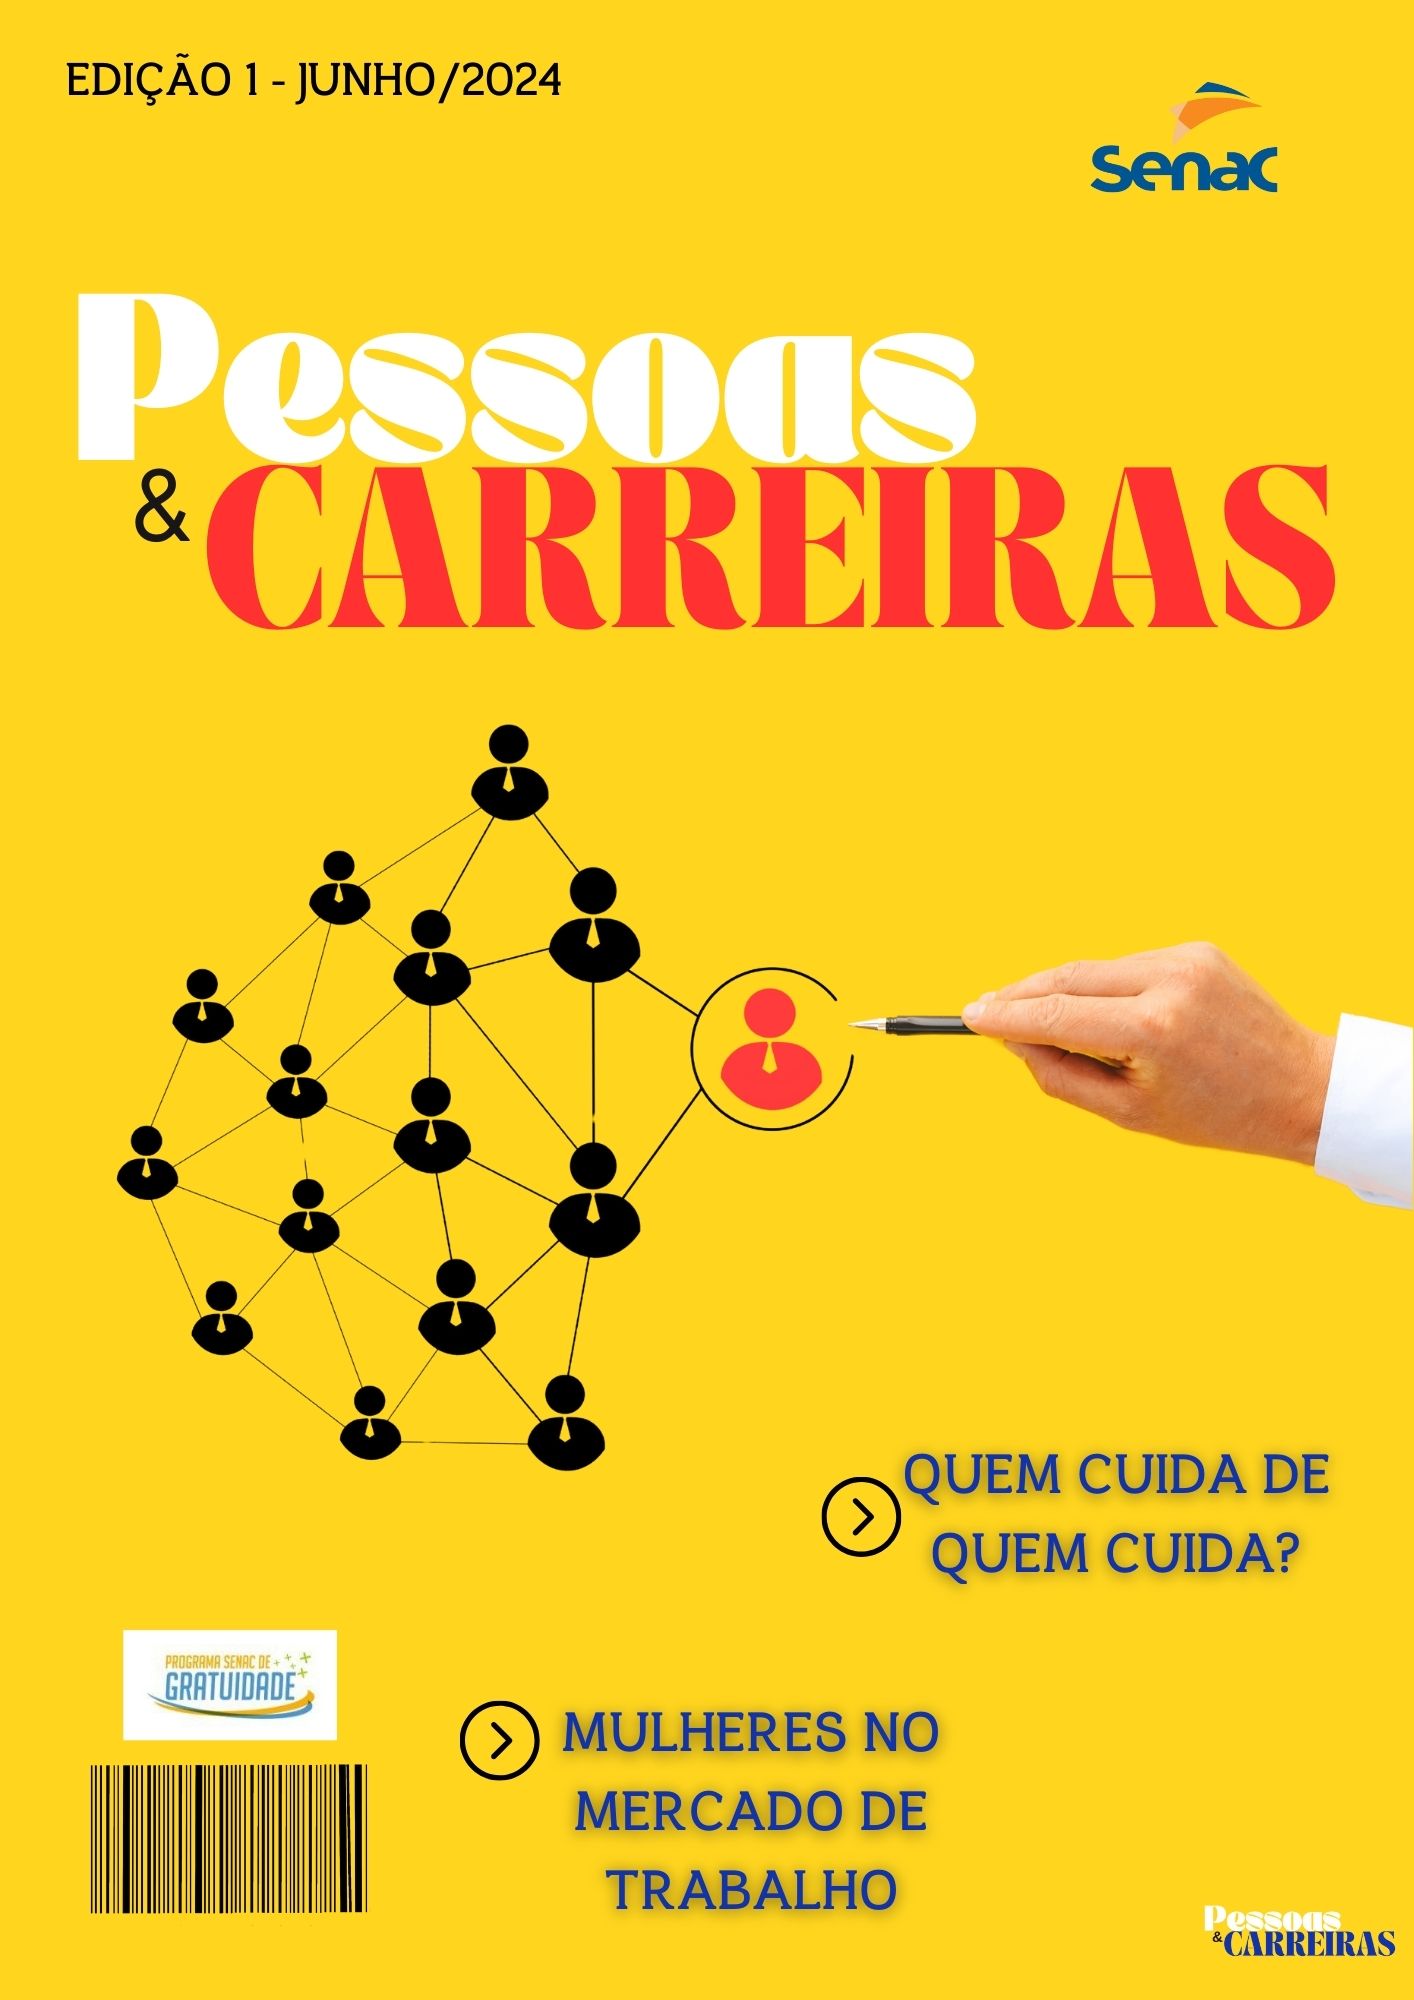 EDIÇÃO 1 - JUNHO/2024
Senac
Pessoas
& CARREIRAS
QUEM CUIDA DE
QUEM CUIDA?
PROGRAMA SENAC DE
GRATUIDADE
MULHERES NO
MERCADO DE
TRABALHO
Pessoas
& CARREIRAS